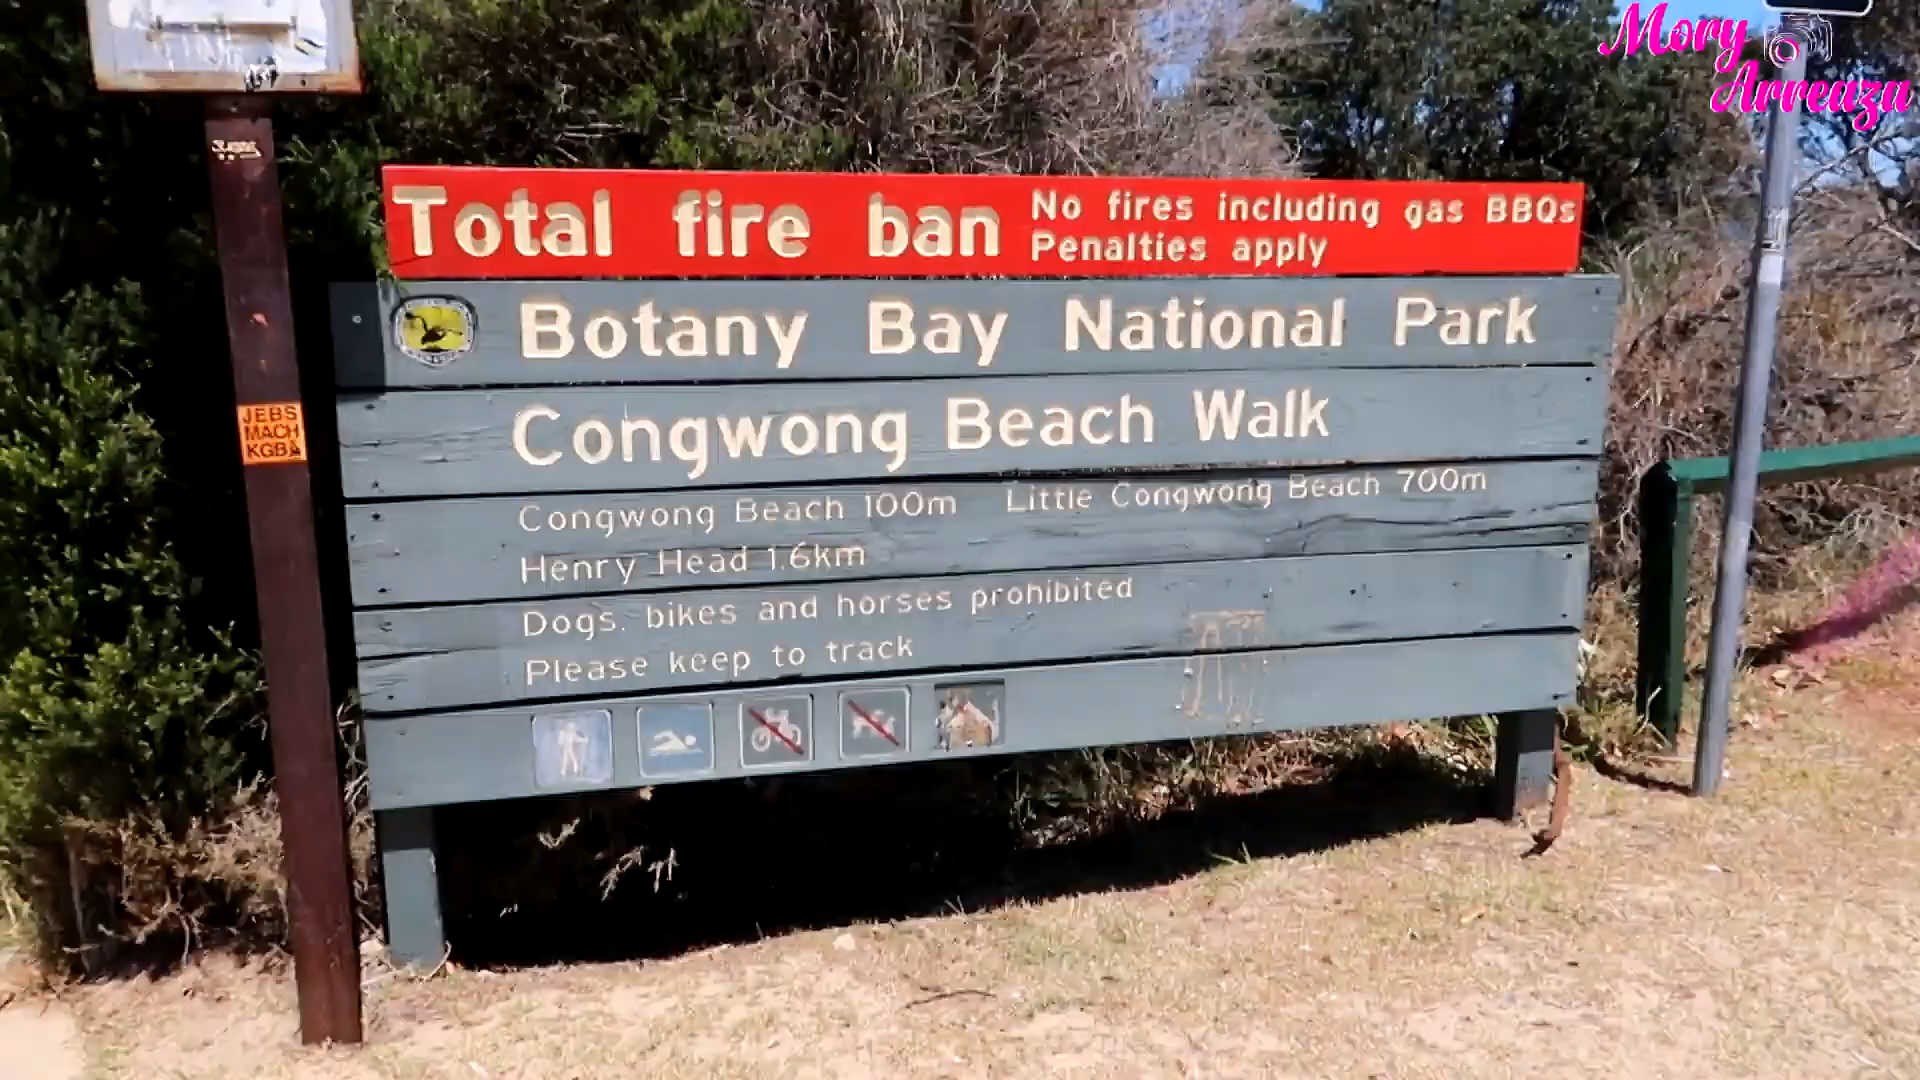 Mory
Arreaza
Total fire ban
No fires including gas BBQs
Penalties apply
Botany Bay National Park
Congwong Beach Walk
Congwong Beach 100m Little Congwong Beach 700m
Henry Head 1.6km
Dogs, bikes and horses prohibited
Please keep to track
JEBS
MACH
KGB